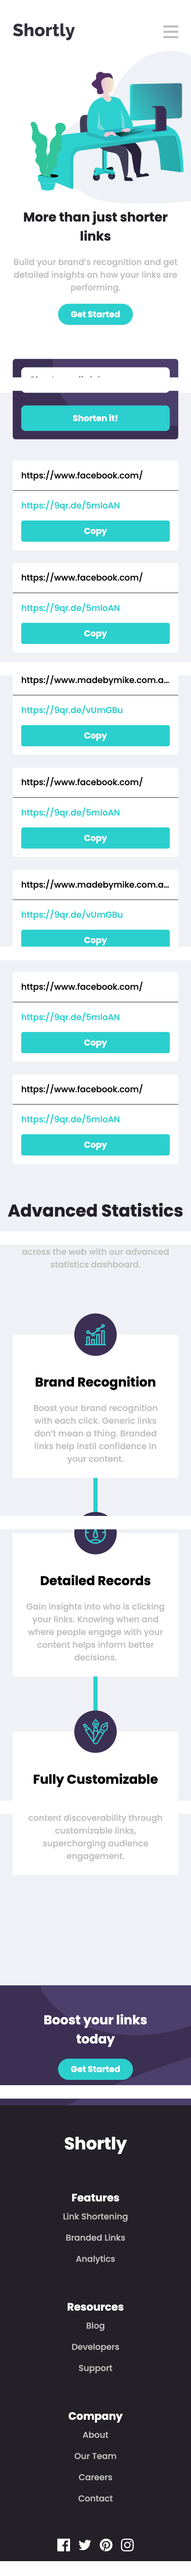 Shortly
More than just shorter
links
Build your brand's recognition and get
detailed insights on how your links are
performing.
Get Started
Shorten it!
https://www.facebook.com/
https://9qr.de/5mloAN
Copy
https://www.facebook.com/
https://9qr.de/5mloAN
Copy
https://www.madebymike.com.a...
https://9qr.de/vUmGBu
Copy
https://www.facebook.com/
https://9qr.de/5mloAN
Copy
https://www.madebymike.com.a...
https://9qr.de/vUmGBu
Copy
https://www.facebook.com/
https://9qr.de/5mloAN
Copy
https://www.facebook.com/
https://9qr.de/5mloAN
Copy
Advanced Statistics
across the web with our advanced
statistics dashboard.
Brand Recognition
Boost your brand recognition
with each click. Generic links
don't mean a thing. Branded
links help instil confidence in
your content.
Detailed Records
Gain insights into who is clicking
your links. Knowing when and
where people engage with your
content helps inform better
decisions.
Fully Customizable
content discoverability through
customizable links,
supercharging audience
engagement.
Boost your links
today
Get Started
Shortly
Features
Link Shortening
Branded Links
Analytics
Resources
Blog
Developers
Support
Company
About
Our Team
Careers
Contact